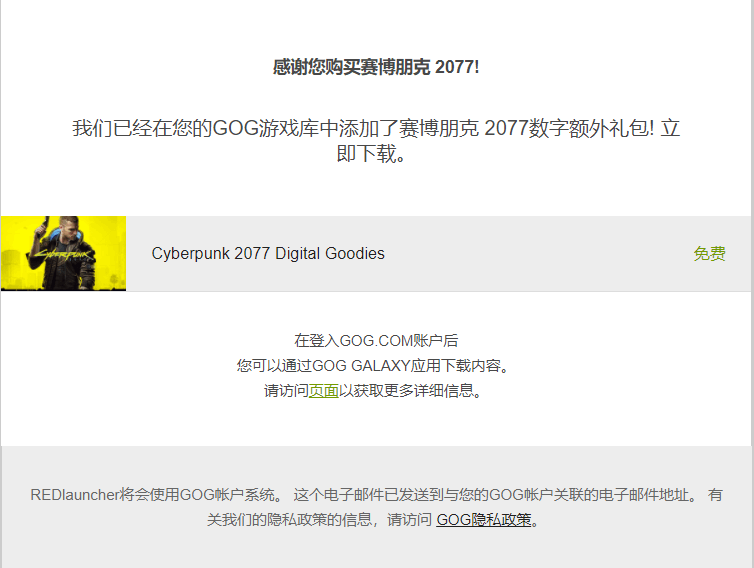 感谢您购买赛博朋克 2077!
我们已经在您的GOG游戏库中添加了赛博朋克 2077数字额外礼包! 立
即下载。
CYBERPUNK
Cyberpunk 2077 Digital Goodies
免费
在登入GOG.COM账户后
您可以通过GOG GALAXY应用下载内容。
请访问页面以获取更多详细信息。
REDlauncher将会使用GOG帐户系统。 这个电子邮件已发送到与您的GOG帐户关联的电子邮件地址。 有
关我们的隐私政策的信息，请访问 GOG隐私政策。